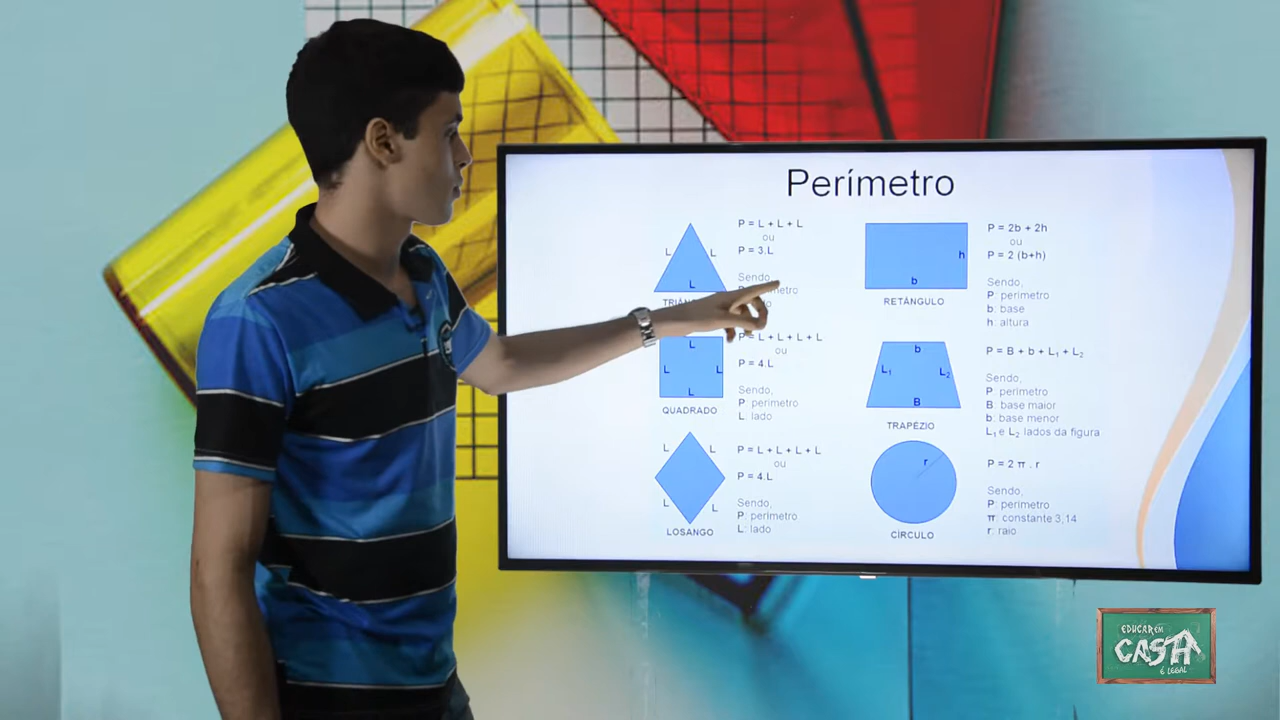 Perímetro
L
L
L
P = L + L + L
ou
P = 3.L
Sendo,
L
L
L
L
QUADRADO
P = L + L + L + L
ou
P = 4.L
Sendo,
P: perímetro
L: lado
L
L
L
L
LOSANGO
P = L + L + L + L
ou
P = 4.L
Sendo,
P: perímetro
L: lado
h
b
RETÂNGULO
P = 2b + 2h
ou
P = 2 (b+h)
Sendo,
P: perímetro
b: base
h: altura
b
L₁
L₂
B
TRAPÉZIO
P = B + b + L₁ + L₂
Sendo,
P: perímetro
B: base maior
b: base menor
L₁ e L₂ lados da figura
r
CÍRCULO
P = 2 π . r
Sendo,
P: perímetro
π: constante 3,14
r: raio
EDUCAR EM
CASA
É LEGAL